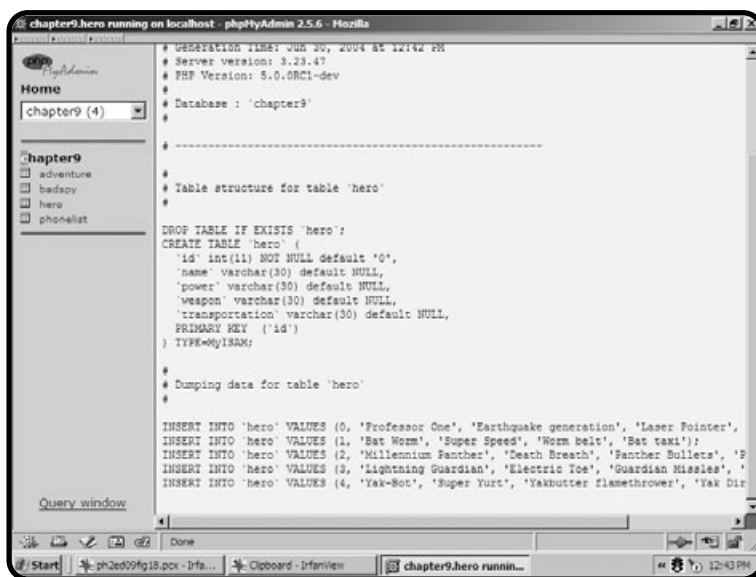 chapter9.hero running on localhost - phpMyAdmin 2.5.6 - Mozilla
php
MyAdmin
Home
chapter9 (4)
hapter9
adventure
badspy
hero
phonelist
Query window
# Generation Time: Jun 30, 2004 at 12:42 PM
# Server version: 3.23.47
# PHP Version: 5.0.0RC1-dev
#
# Database : `chapter9`
#
# --------------------------------------------------------
#
# Table structure for table `hero`
#
DROP TABLE IF EXISTS `hero`;
CREATE TABLE `hero` (
`id` int(11) NOT NULL default '0',
`name` varchar(30) default NULL,
`power` varchar(30) default NULL,
`weapon` varchar(30) default NULL,
`transportation` varchar(30) default NULL,
PRIMARY KEY (`id`)
) TYPE=MyISAM;
#
# Dumping data for table `hero`
#
INSERT INTO `hero` VALUES (0, 'Professor One', 'Earthquake generation', 'Laser Pointer',
INSERT INTO `hero` VALUES (1, 'Bat Worm', 'Super Speed', 'Worm belt', 'Bat taxi');
INSERT INTO `hero` VALUES (2, 'Millennium Panther', 'Death Breath', 'Panther Bullets', 'P
INSERT INTO `hero` VALUES (3, 'Lightning Guardian', 'Electric Toe', 'Guardian Missles', '
INSERT INTO `hero` VALUES (4, 'Yak-Bot', 'Super Yurt', 'Yakbutter flamethrower', 'Yak Dir
Done
Start
ph2ed09fig18.pcx - Irfa...
Clipboard - IrfanView
chapter9.hero runnin...
12:43 PM